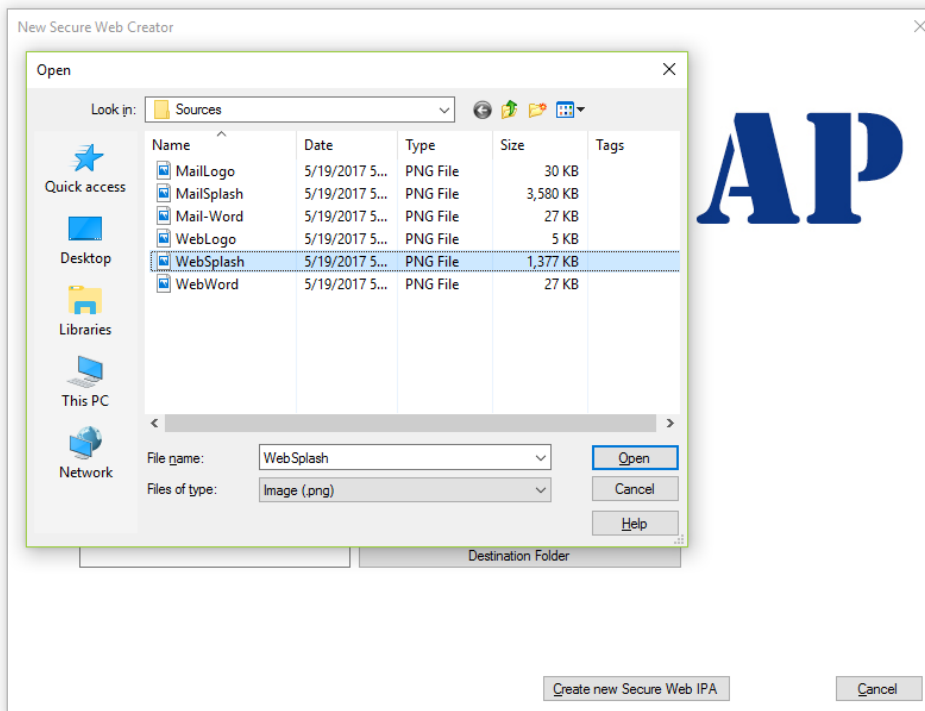 New Secure Web Creator
Open
Look in: Sources
Name Date Type Size Tags
MailLogo 5/19/2017 5... PNG File 30 KB
MailSplash 5/19/2017 5... PNG File 3,580 KB
Mail-Word 5/19/2017 5... PNG File 27 KB
WebLogo 5/19/2017 5... PNG File 5 KB
WebSplash 5/19/2017 5... PNG File 1,377 KB
WebWord 5/19/2017 5... PNG File 27 KB
Quick access
Desktop
Libraries
This PC
Network
File name: WebSplash Open
Files of type: Image (.png) Cancel
Help
AP
Destination Folder
Create new Secure Web IPA Cancel